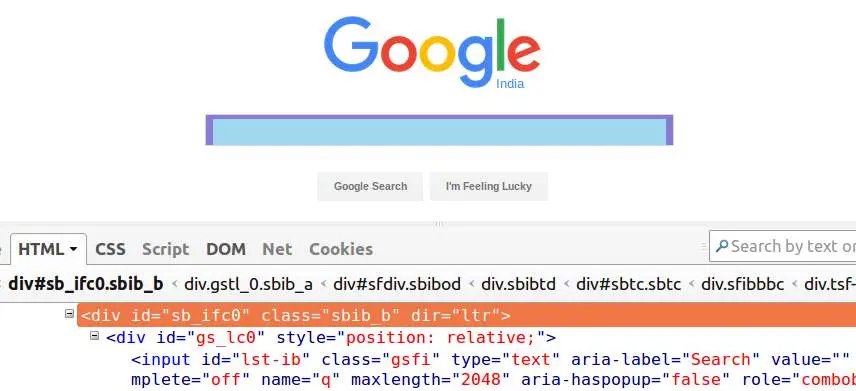 Google
India
Google Search I'm Feeling Lucky
HTML CSS Script DOM Net Cookies Search by text or
div#sb_ifc0.sbib_b < div.gstl_0.sbib_a < div#sfdiv.sbibod < div.sbibtd < div#sbtc.sbtc < div.sfibbbc < div.tsf-
<div id="sb_ifc0" class="sbib_b" dir="ltr">
<div id="gs_lc0" style="position: relative;">
<input id="lst-ib" class="gsfi" type="text" aria-label="Search" value=""
mplete="off" name="q" maxlength="2048" aria-haspopup="false" role="combob